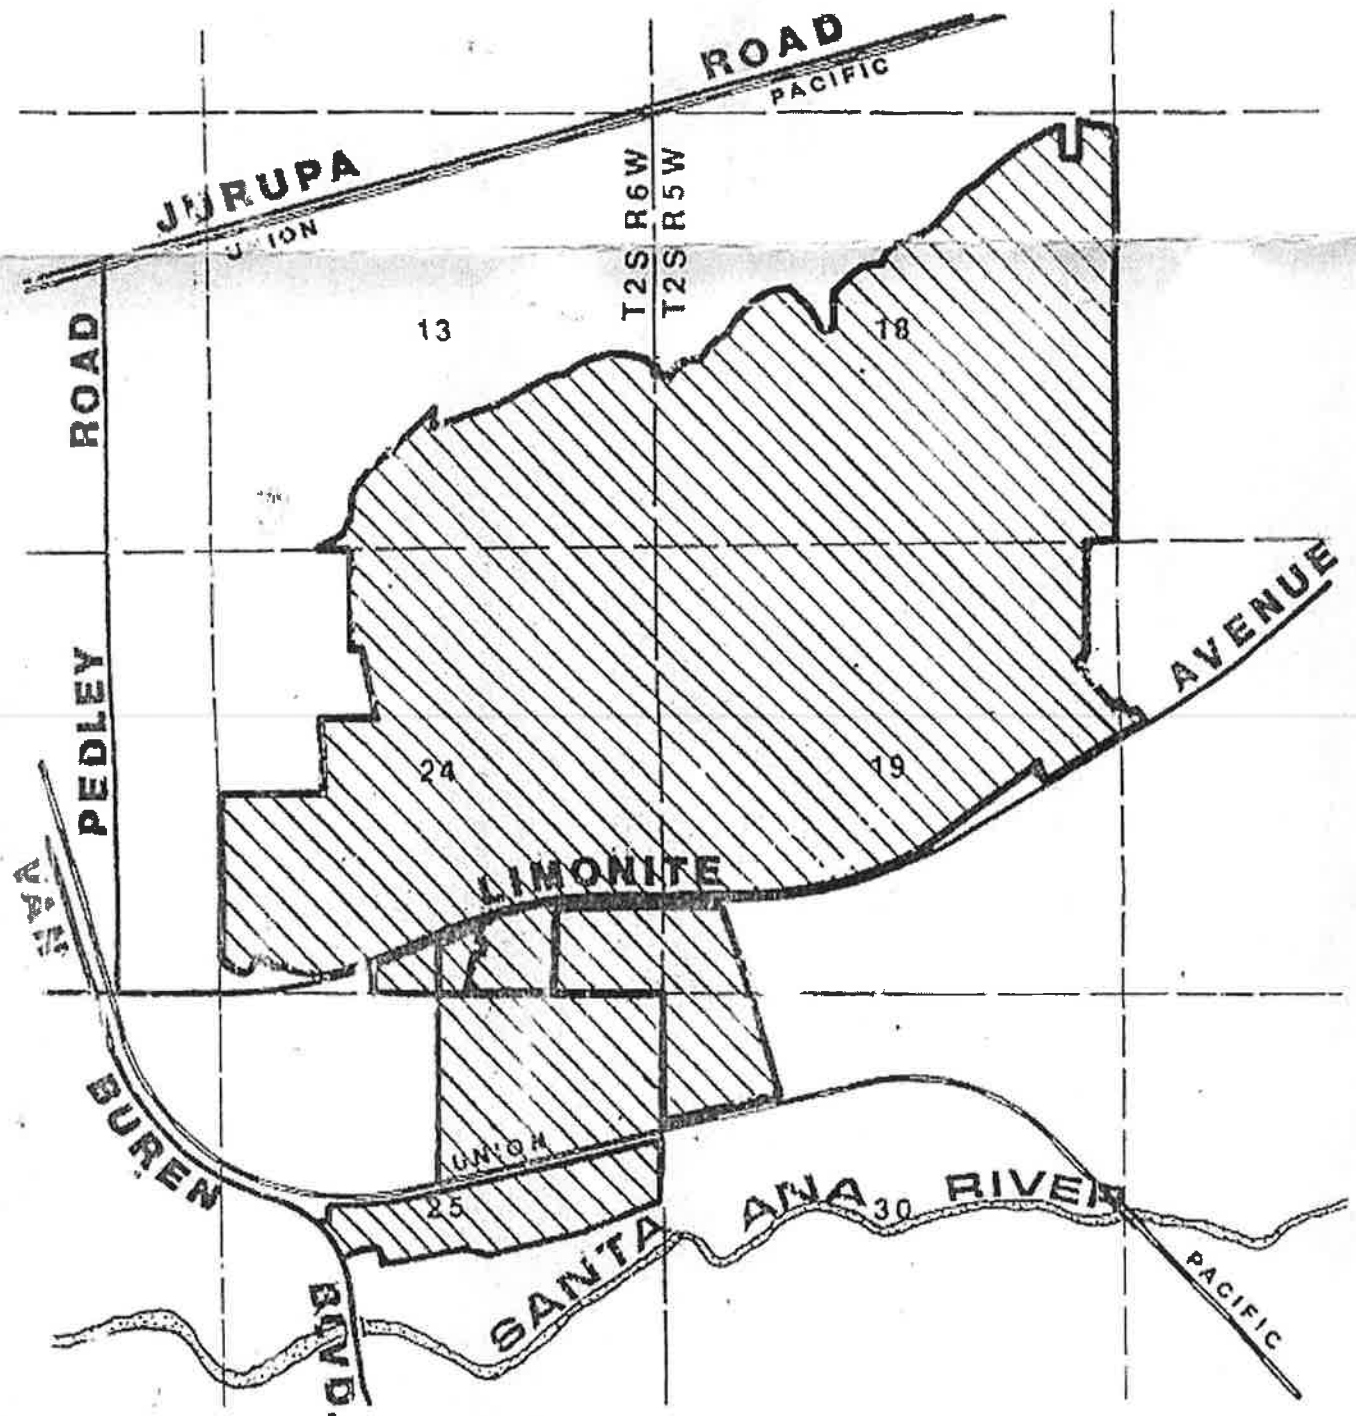 JURUPA ROAD
UNION PACIFIC
T2S R6W
T2S R5W
13
18
PEDLEY ROAD
24
19
LIMONITE AVENUE
VAN BUREN BLVD.
UNION PACIFIC
25
30
SANTA ANA RIVER